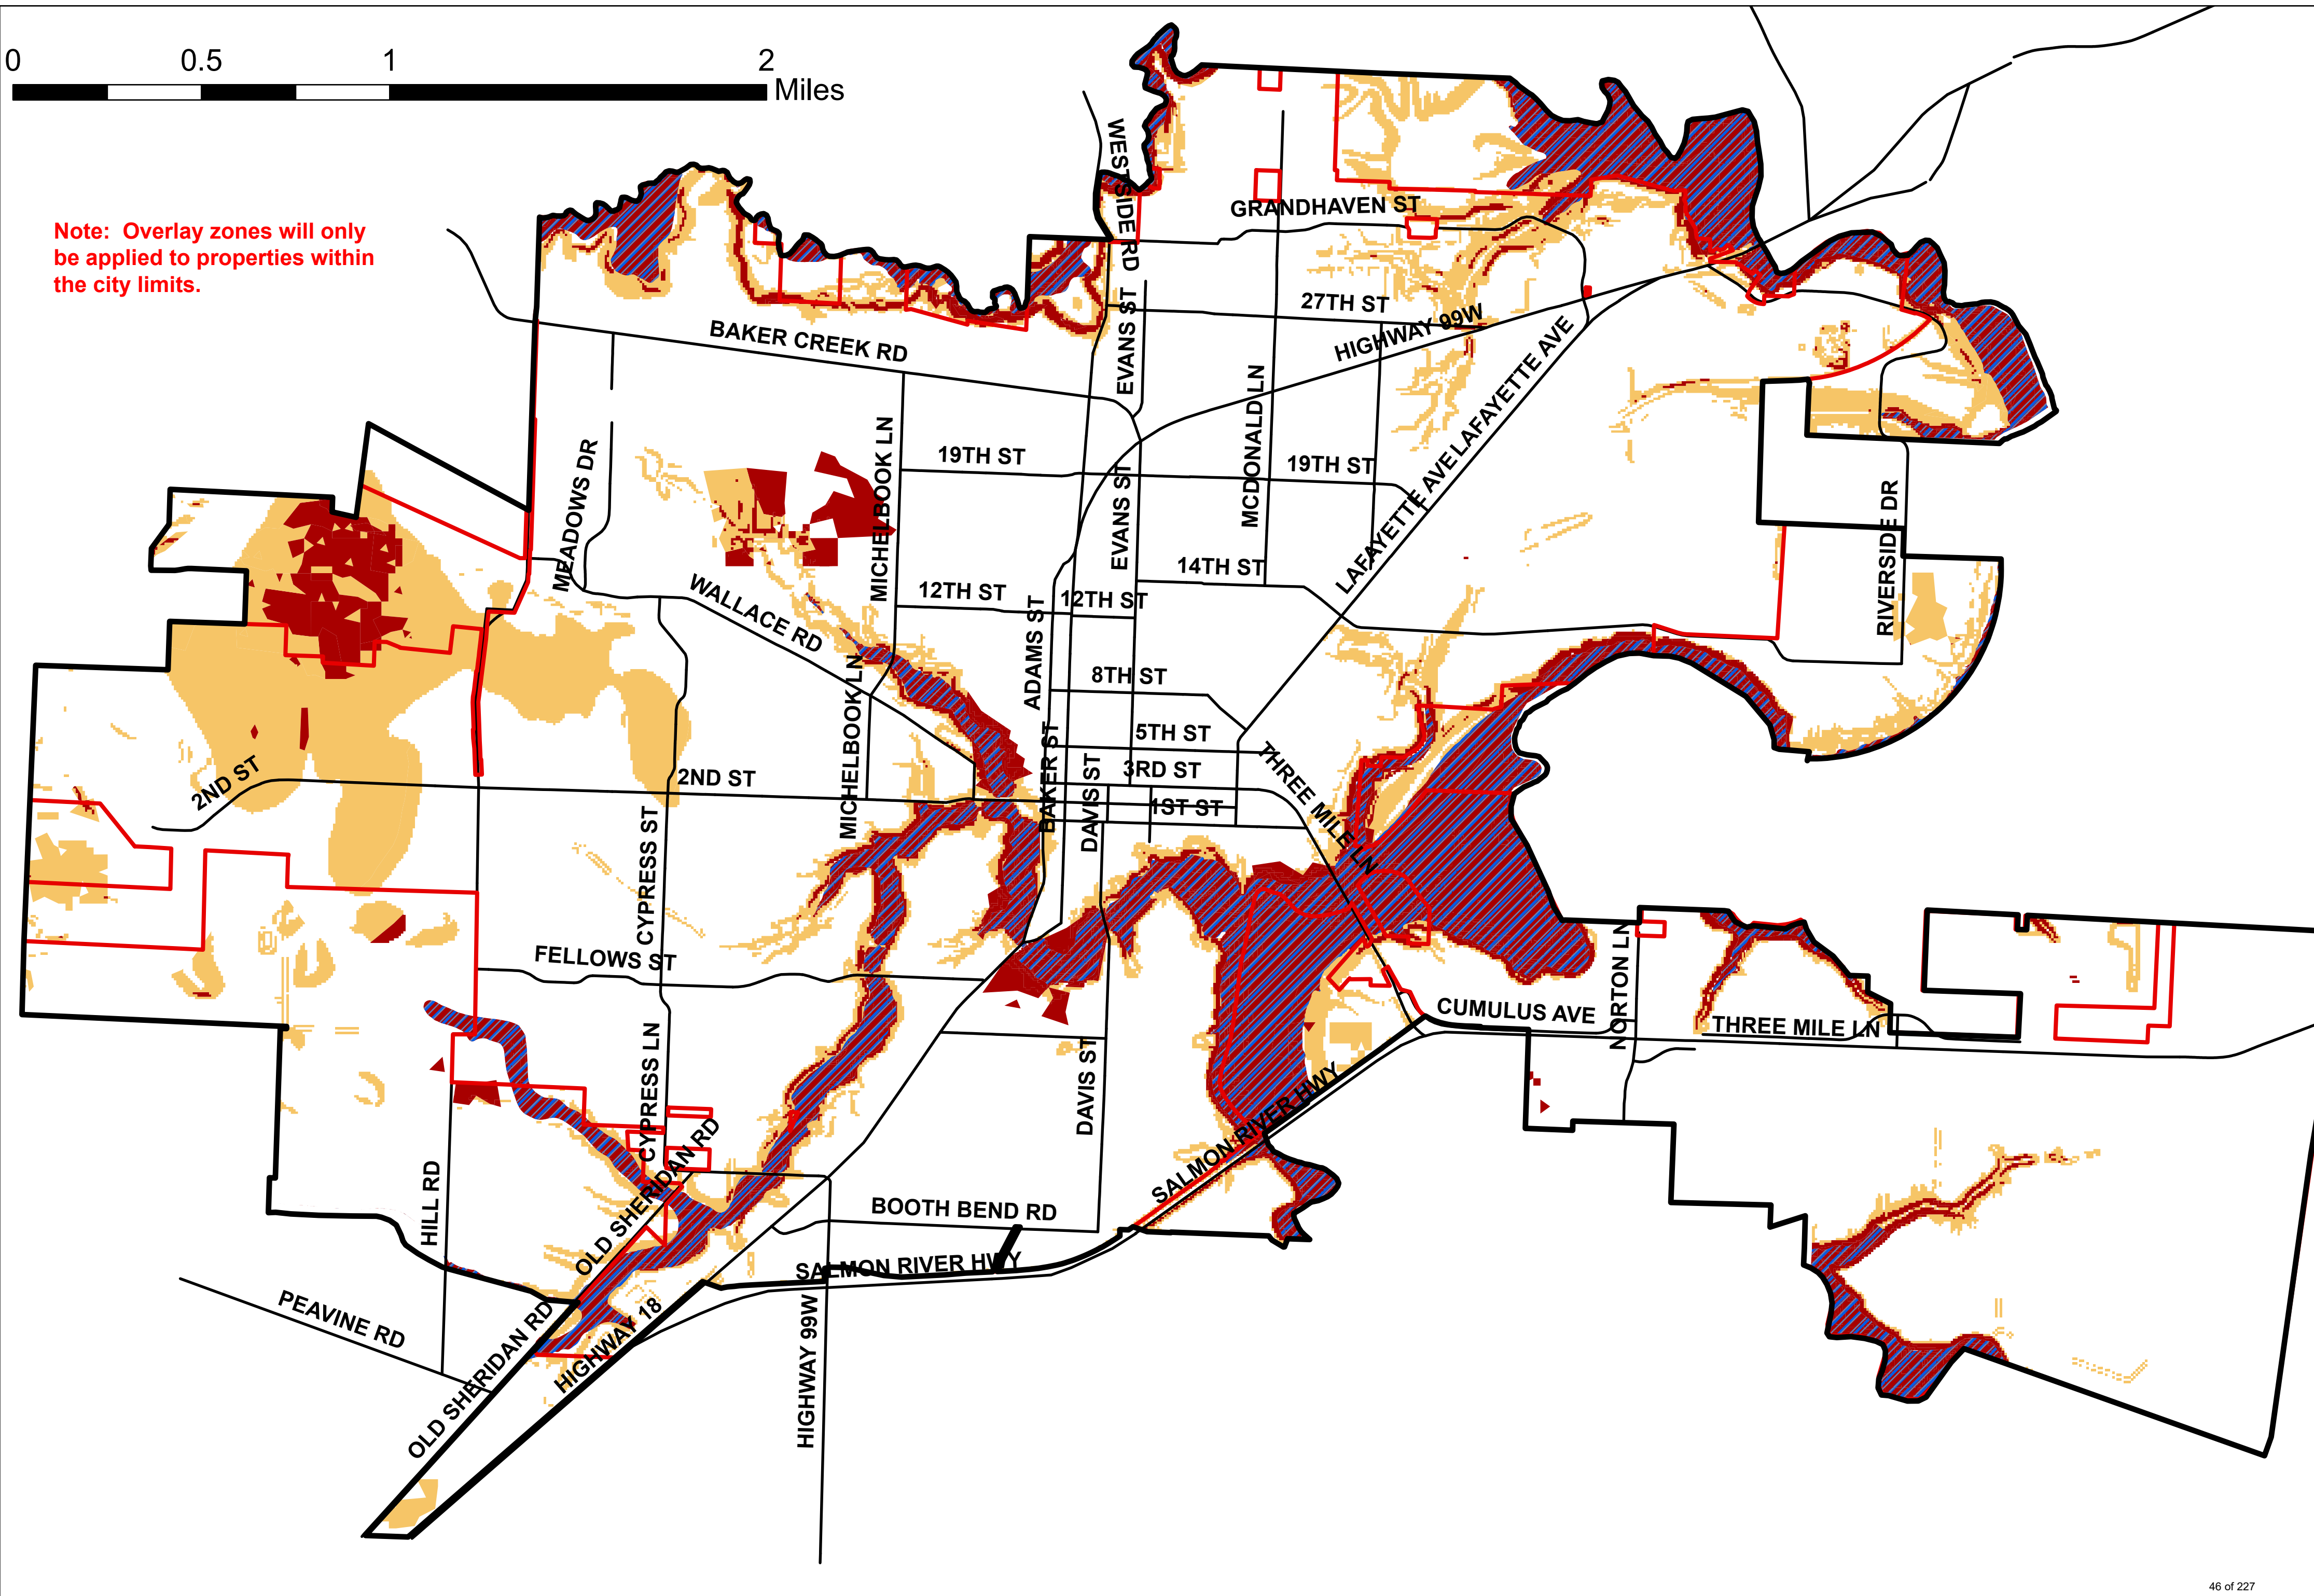 0 0.5 1 2
Miles
Note: Overlay zones will only
be applied to properties within
the city limits.
WESTSIDE RD
GRANDHAVEN ST
EVANS ST
27TH ST
HIGHWAY 99W
BAKER CREEK RD
LAFAYETTE AVE
LAFAYETTE AVE
MCDONALD LN
MICHELBOOK LN
MEADOWS DR
19TH ST
19TH ST
EVANS ST
RIVERSIDE DR
14TH ST
12TH ST
12TH ST
WALLACE RD
ADAMS ST
8TH ST
MICHELBOOK LN
5TH ST
BAKER ST
3RD ST
DAVIS ST
1ST ST
THREE MILE LN
2ND ST
2ND ST
CYPRESS ST
FELLOWS ST
NORTON LN
CUMULUS AVE
THREE MILE LN
CYPRESS LN
DAVIS ST
SALMON RIVER HWY
HILL RD
OLD SHERIDAN RD
BOOTH BEND RD
SALMON RIVER HWY
PEAVINE RD
OLD SHERIDAN RD
HIGHWAY 18
HIGHWAY 99W
46 of 227